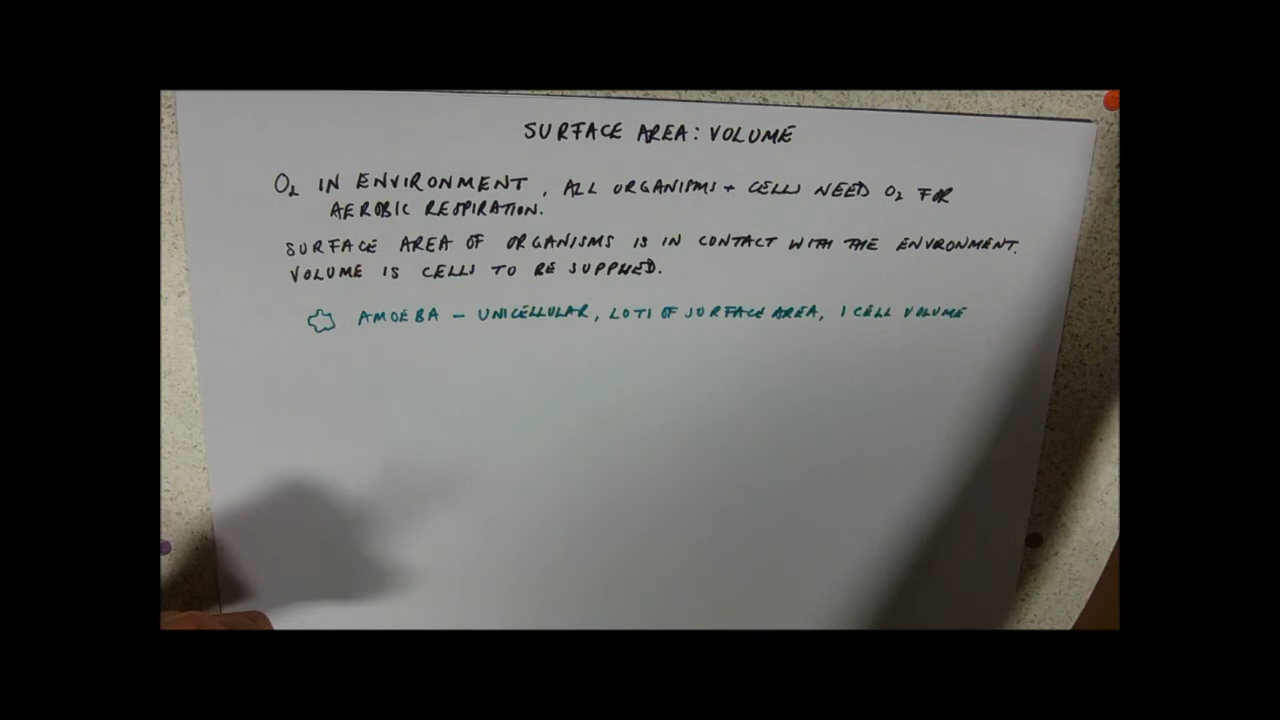 SURFACE AREA: VOLUME
O₂ IN ENVIRONMENT, ALL ORGANISMS + CELLS NEED O₂ FOR
AEROBIC RESPIRATION.
SURFACE AREA OF ORGANISMS IS IN CONTACT WITH THE ENVIRONMENT.
VOLUME IS CELLS TO BE SUPPLIED.
AMOEBA - UNICELLULAR, LOTS OF SURFACE AREA, 1 CELL VOLUME